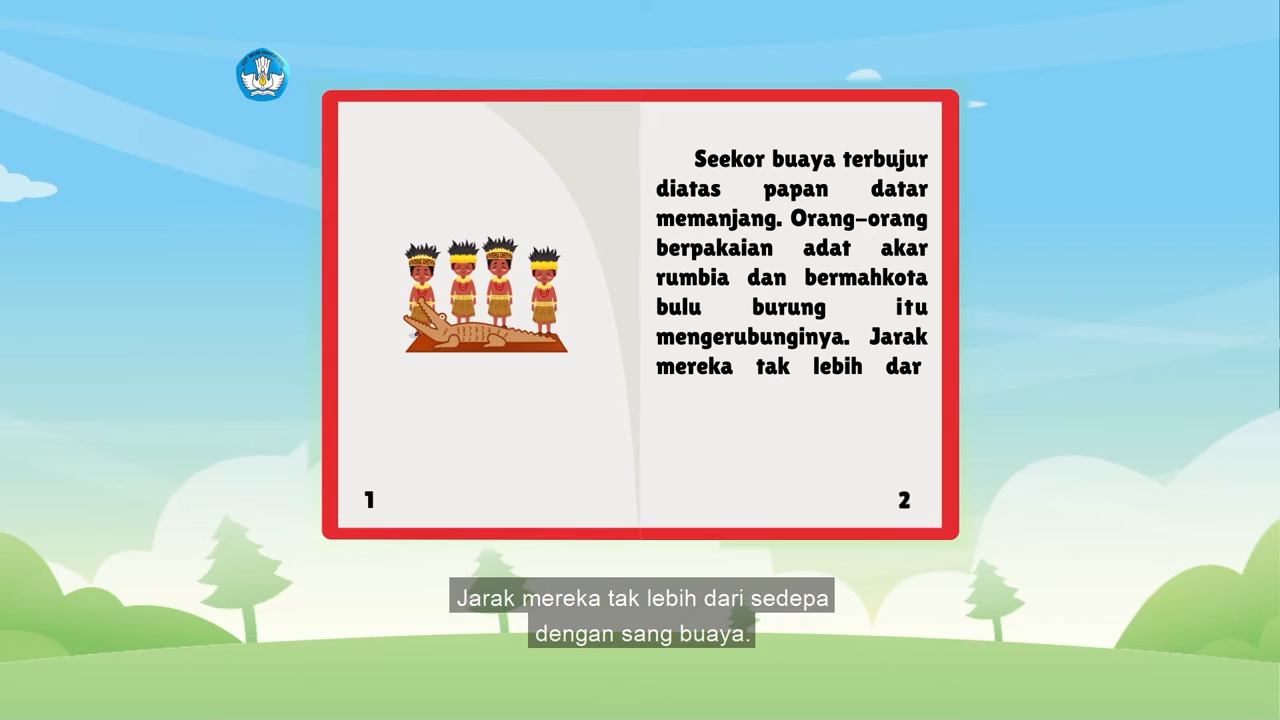 Seekor buaya terbujur
diatas papan datar
memanjang. Orang-orang
berpakaian adat akar
rumbia dan bermahkota
bulu burung itu
mengerubunginya. Jarak
mereka tak lebih dar
1
2
Jarak mereka tak lebih dari sedepa
dengan sang buaya.